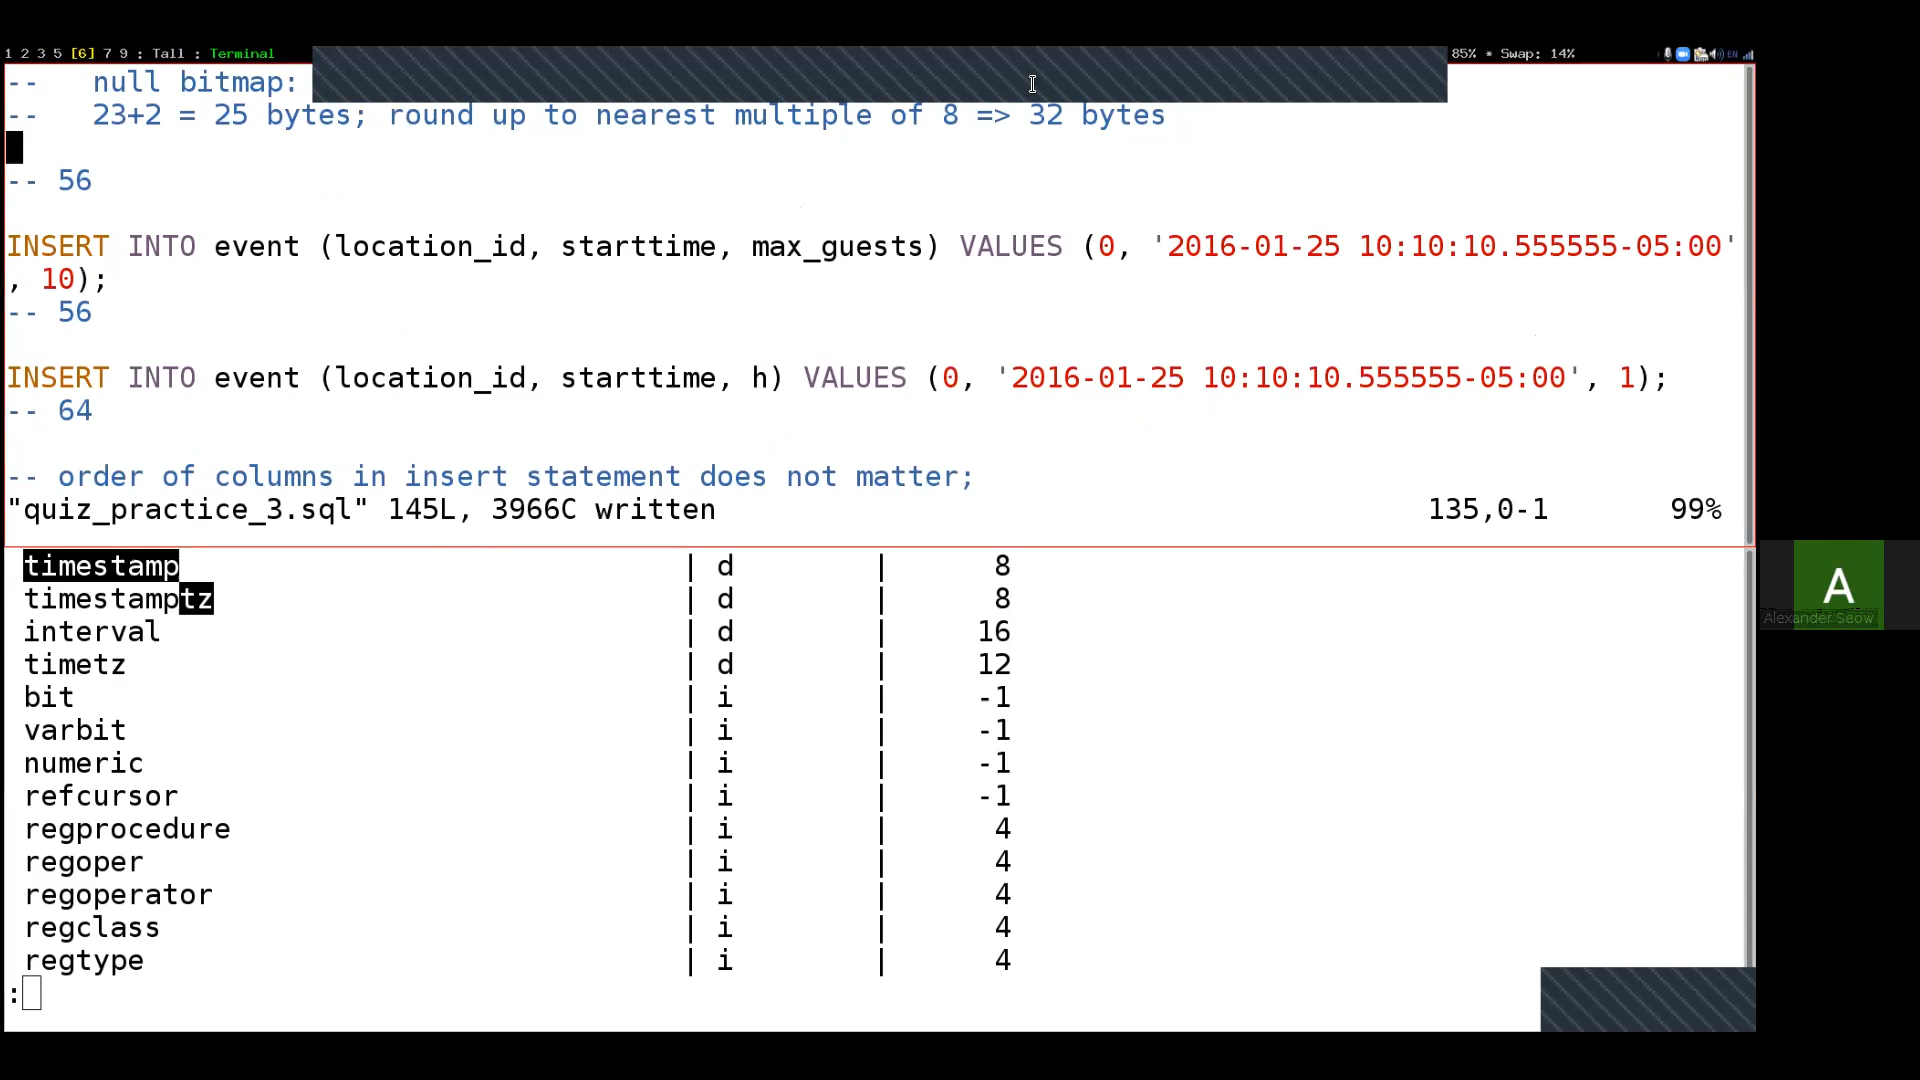 1 2 3 5 [6] 7 9 : Tall : Terminal 85% * Swap: 14% EN
--   null bitmap:
--   23+2 = 25 bytes; round up to nearest multiple of 8 => 32 bytes
-- 56
INSERT INTO event (location_id, starttime, max_guests) VALUES (0, '2016-01-25 10:10:10.555555-05:00'
, 10);
-- 56
INSERT INTO event (location_id, starttime, h) VALUES (0, '2016-01-25 10:10:10.555555-05:00', 1);
-- 64
-- order of columns in insert statement does not matter;
"quiz_practice_3.sql" 145L, 3966C written 135,0-1 99%
timestamp | d | 8
timestamptz | d | 8
interval | d | 16
timetz | d | 12
bit | i | -1
varbit | i | -1
numeric | i | -1
refcursor | i | -1
regprocedure | i | 4
regoper | i | 4
regoperator | i | 4
regclass | i | 4
regtype | i | 4
:
A
Alexander Seow